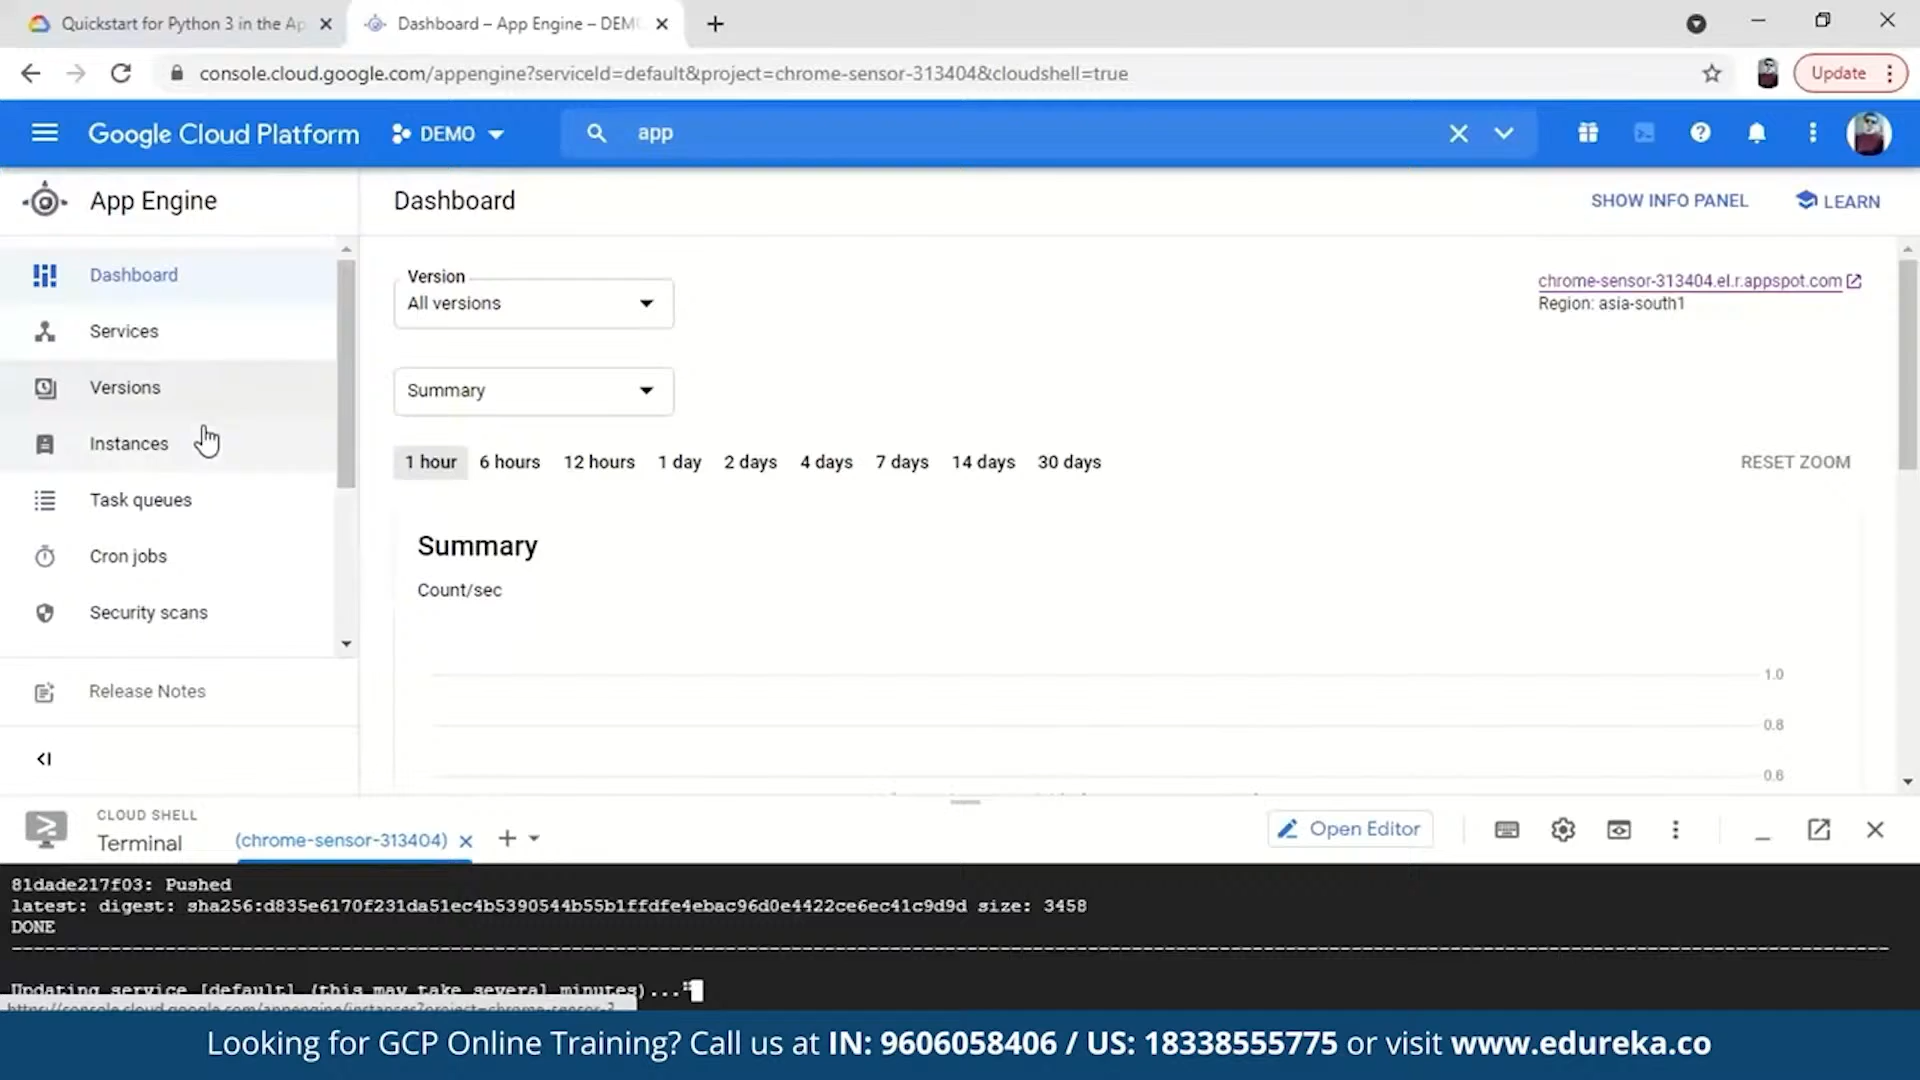 Quickstart for Python 3 in the Ap
Dashboard – App Engine – DEM
console.cloud.google.com/appengine?serviceId=default&project=chrome-sensor-313404&cloudshell=true
Update
Google Cloud Platform
DEMO
app
App Engine
Dashboard
SHOW INFO PANEL
LEARN
Dashboard
Services
Versions
Instances
Task queues
Cron jobs
Security scans
Release Notes
Version
All versions
chrome-sensor-313404.el.r.appspot.com
Region: asia-south1
Summary
1 hour 6 hours 12 hours 1 day 2 days 4 days 7 days 14 days 30 days
RESET ZOOM
Summary
Count/sec
1.0
0.8
0.6
CLOUD SHELL
Terminal
(chrome-sensor-313404)
Open Editor
81dade217f03: Pushed
latest: digest: sha256:d835e6170f231da51ec4b5390544b55b1ffdfe4ebac96d0e4422ce6ec41c9d9d size: 3458
DONE
Updating service [default] (this may take several minutes)...
Looking for GCP Online Training? Call us at IN: 9606058406 / US: 18338555775 or visit www.edureka.co